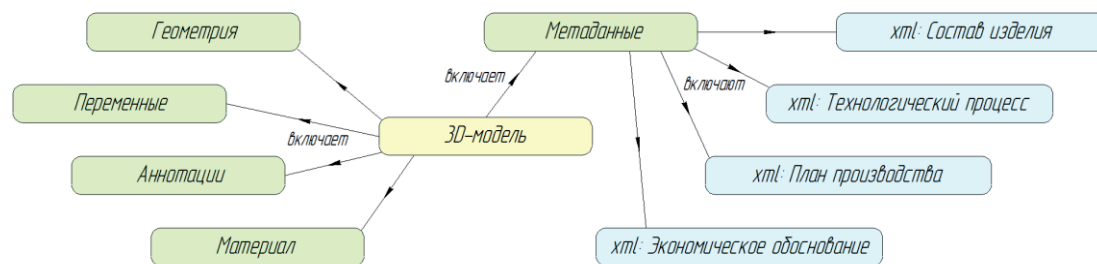 Геометрия
Метаданные
xml: Состав изделия
включает
включают
Переменные
xml: Технологический процесс
включает
3D-модель
Аннотации
xml: План производства
Материал
xml: Экономическое обоснование